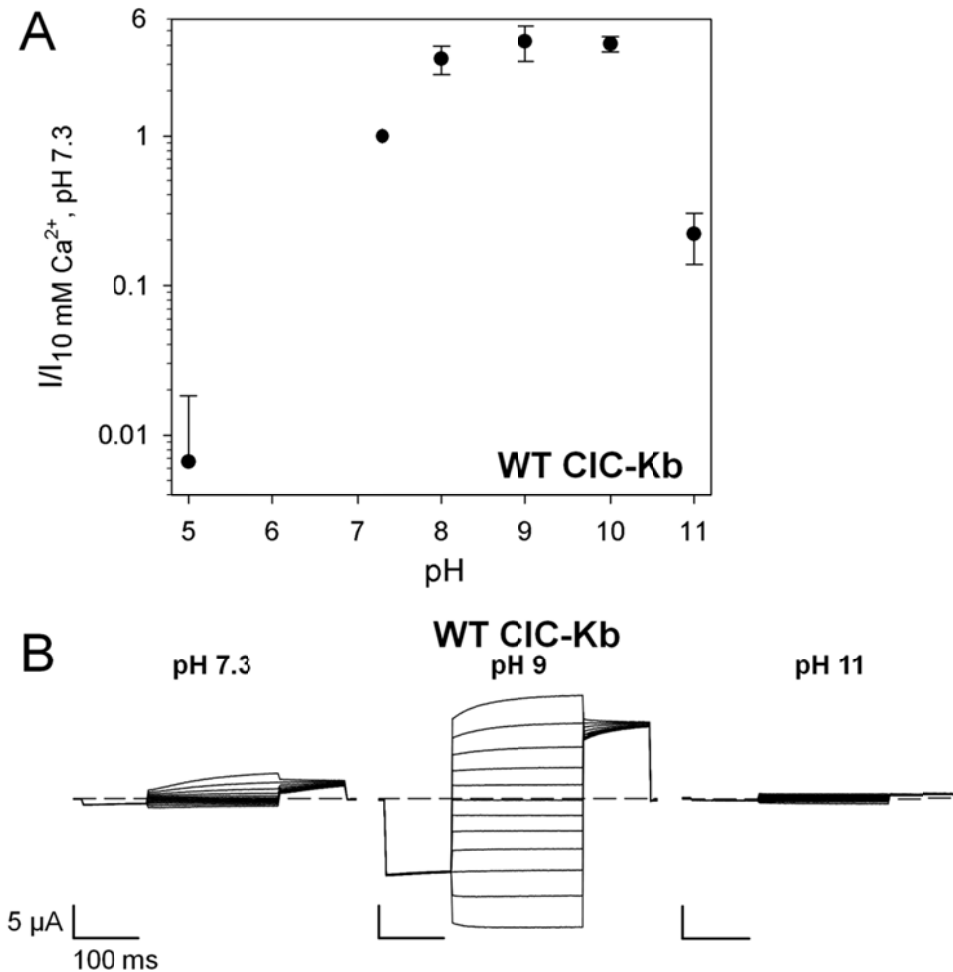 A
I/I10 mM Ca2+, pH 7.3
6
1
0.1
0.01
WT ClC-Kb
5 6 7 8 9 10 11
pH
B
WT ClC-Kb
pH 7.3 pH 9 pH 11
5 µA
100 ms